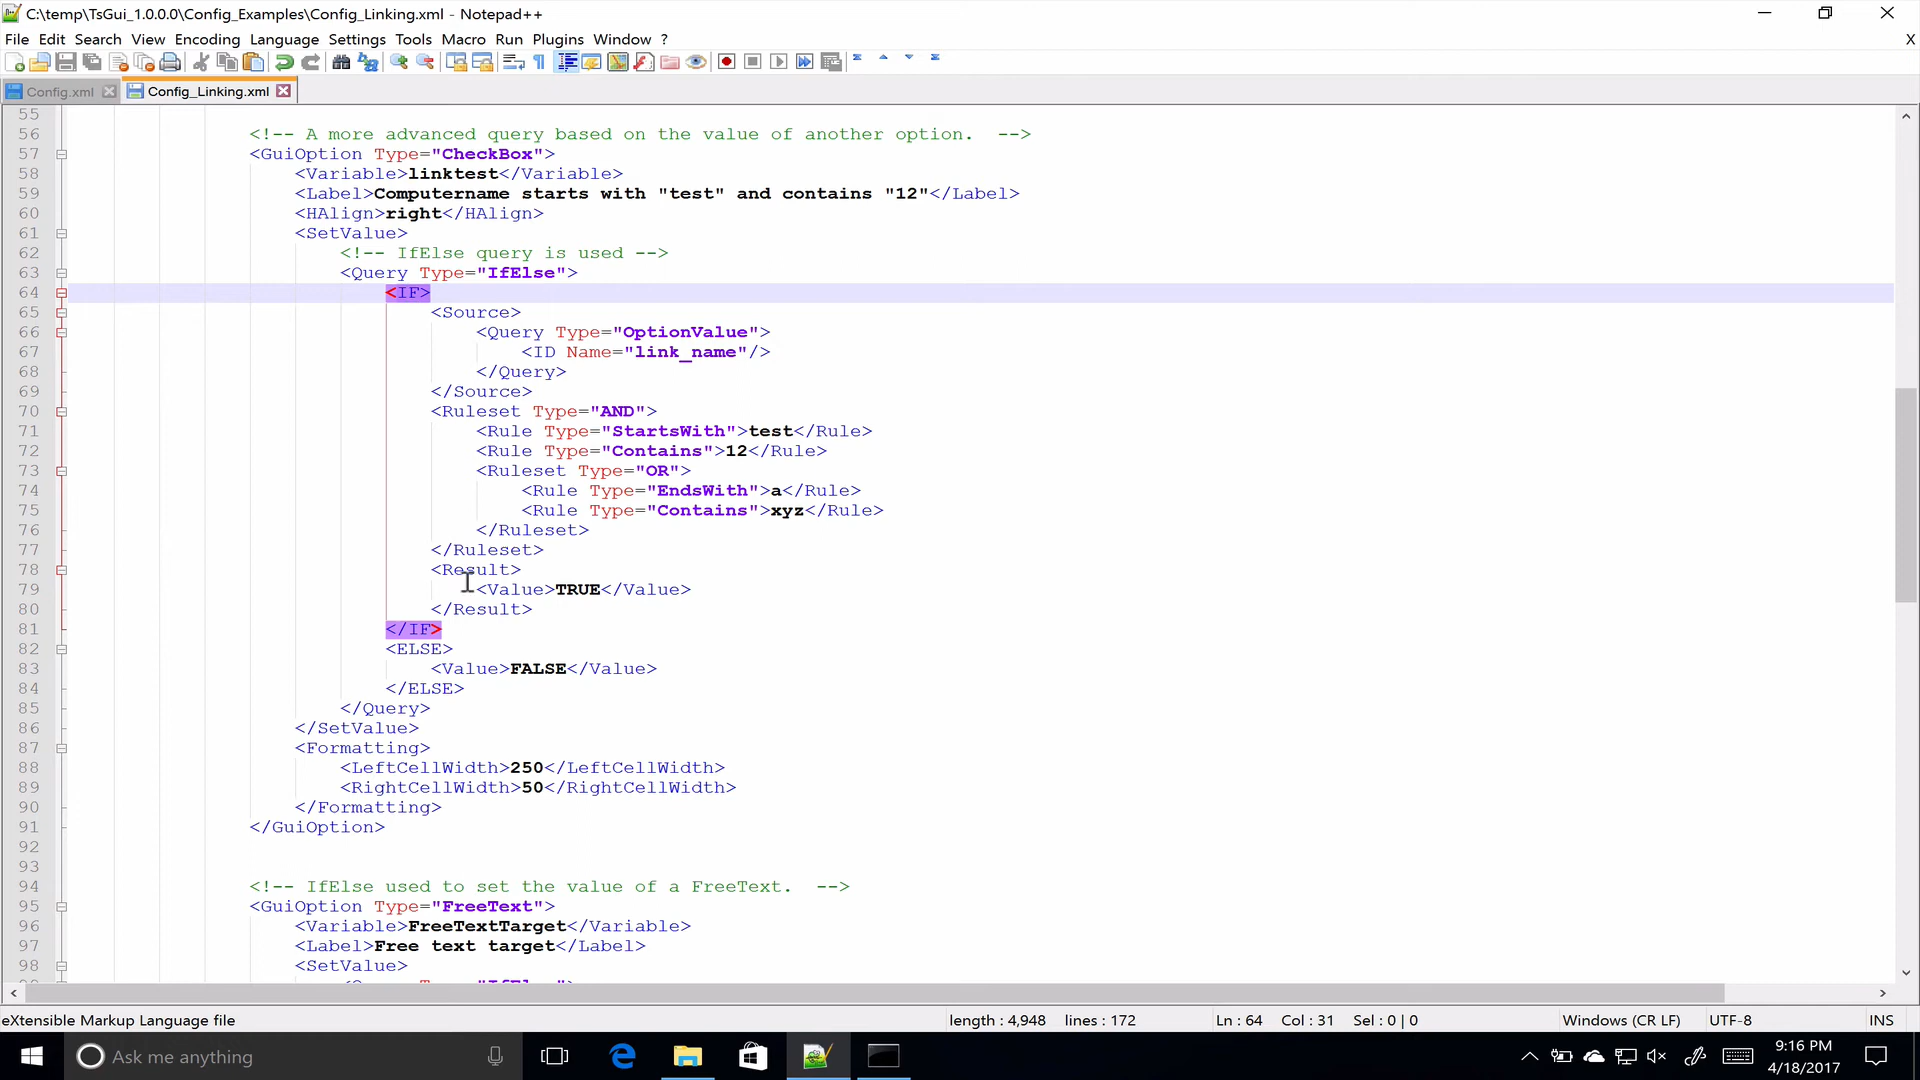 C:\temp\TsGui_1.0.0.0\Config_Examples\Config_Linking.xml - Notepad++
File Edit Search View Encoding Language Settings Tools Macro Run Plugins Window ? X
Config.xml Config_Linking.xml
55
56 <!-- A more advanced query based on the value of another option. -->
57 <GuiOption Type="CheckBox">
58 <Variable>linktest</Variable>
59 <Label>Computername starts with "test" and contains "12"</Label>
60 <HAlign>right</HAlign>
61 <SetValue>
62 <!-- IfElse query is used -->
63 <Query Type="IfElse">
64 <IF>
65 <Source>
66 <Query Type="OptionValue">
67 <ID Name="link_name"/>
68 </Query>
69 </Source>
70 <Ruleset Type="AND">
71 <Rule Type="StartsWith">test</Rule>
72 <Rule Type="Contains">12</Rule>
73 <Ruleset Type="OR">
74 <Rule Type="EndsWith">a</Rule>
75 <Rule Type="Contains">xyz</Rule>
76 </Ruleset>
77 </Ruleset>
78 <Result>
79 <Value>TRUE</Value>
80 </Result>
81 </IF>
82 <ELSE>
83 <Value>FALSE</Value>
84 </ELSE>
85 </Query>
86 </SetValue>
87 <Formatting>
88 <LeftCellWidth>250</LeftCellWidth>
89 <RightCellWidth>50</RightCellWidth>
90 </Formatting>
91 </GuiOption>
92
93
94 <!-- IfElse used to set the value of a FreeText. -->
95 <GuiOption Type="FreeText">
96 <Variable>FreeTextTarget</Variable>
97 <Label>Free text target</Label>
98 <SetValue>
eXtensible Markup Language file length : 4,948 lines : 172 Ln : 64 Col : 31 Sel : 0 | 0 Windows (CR LF) UTF-8 INS
Ask me anything
9:16 PM
4/18/2017